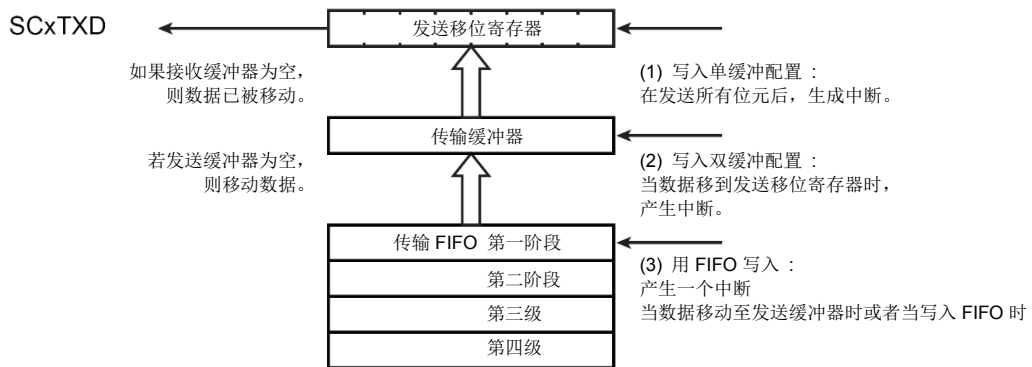 SCxTXD
发送移位寄存器
如果接收缓冲器为空，
则数据已被移动。
(1) 写入单缓冲配置：
在发送所有位元后，生成中断。
传输缓冲器
若发送缓冲器为空，
则移动数据。
(2) 写入双缓冲配置：
当数据移到发送移位寄存器时，
产生中断。
传输 FIFO 第一阶段
第二阶段
第三级
第四级
(3) 用 FIFO 写入：
产生一个中断
当数据移动至发送缓冲器时或者当写入 FIFO 时